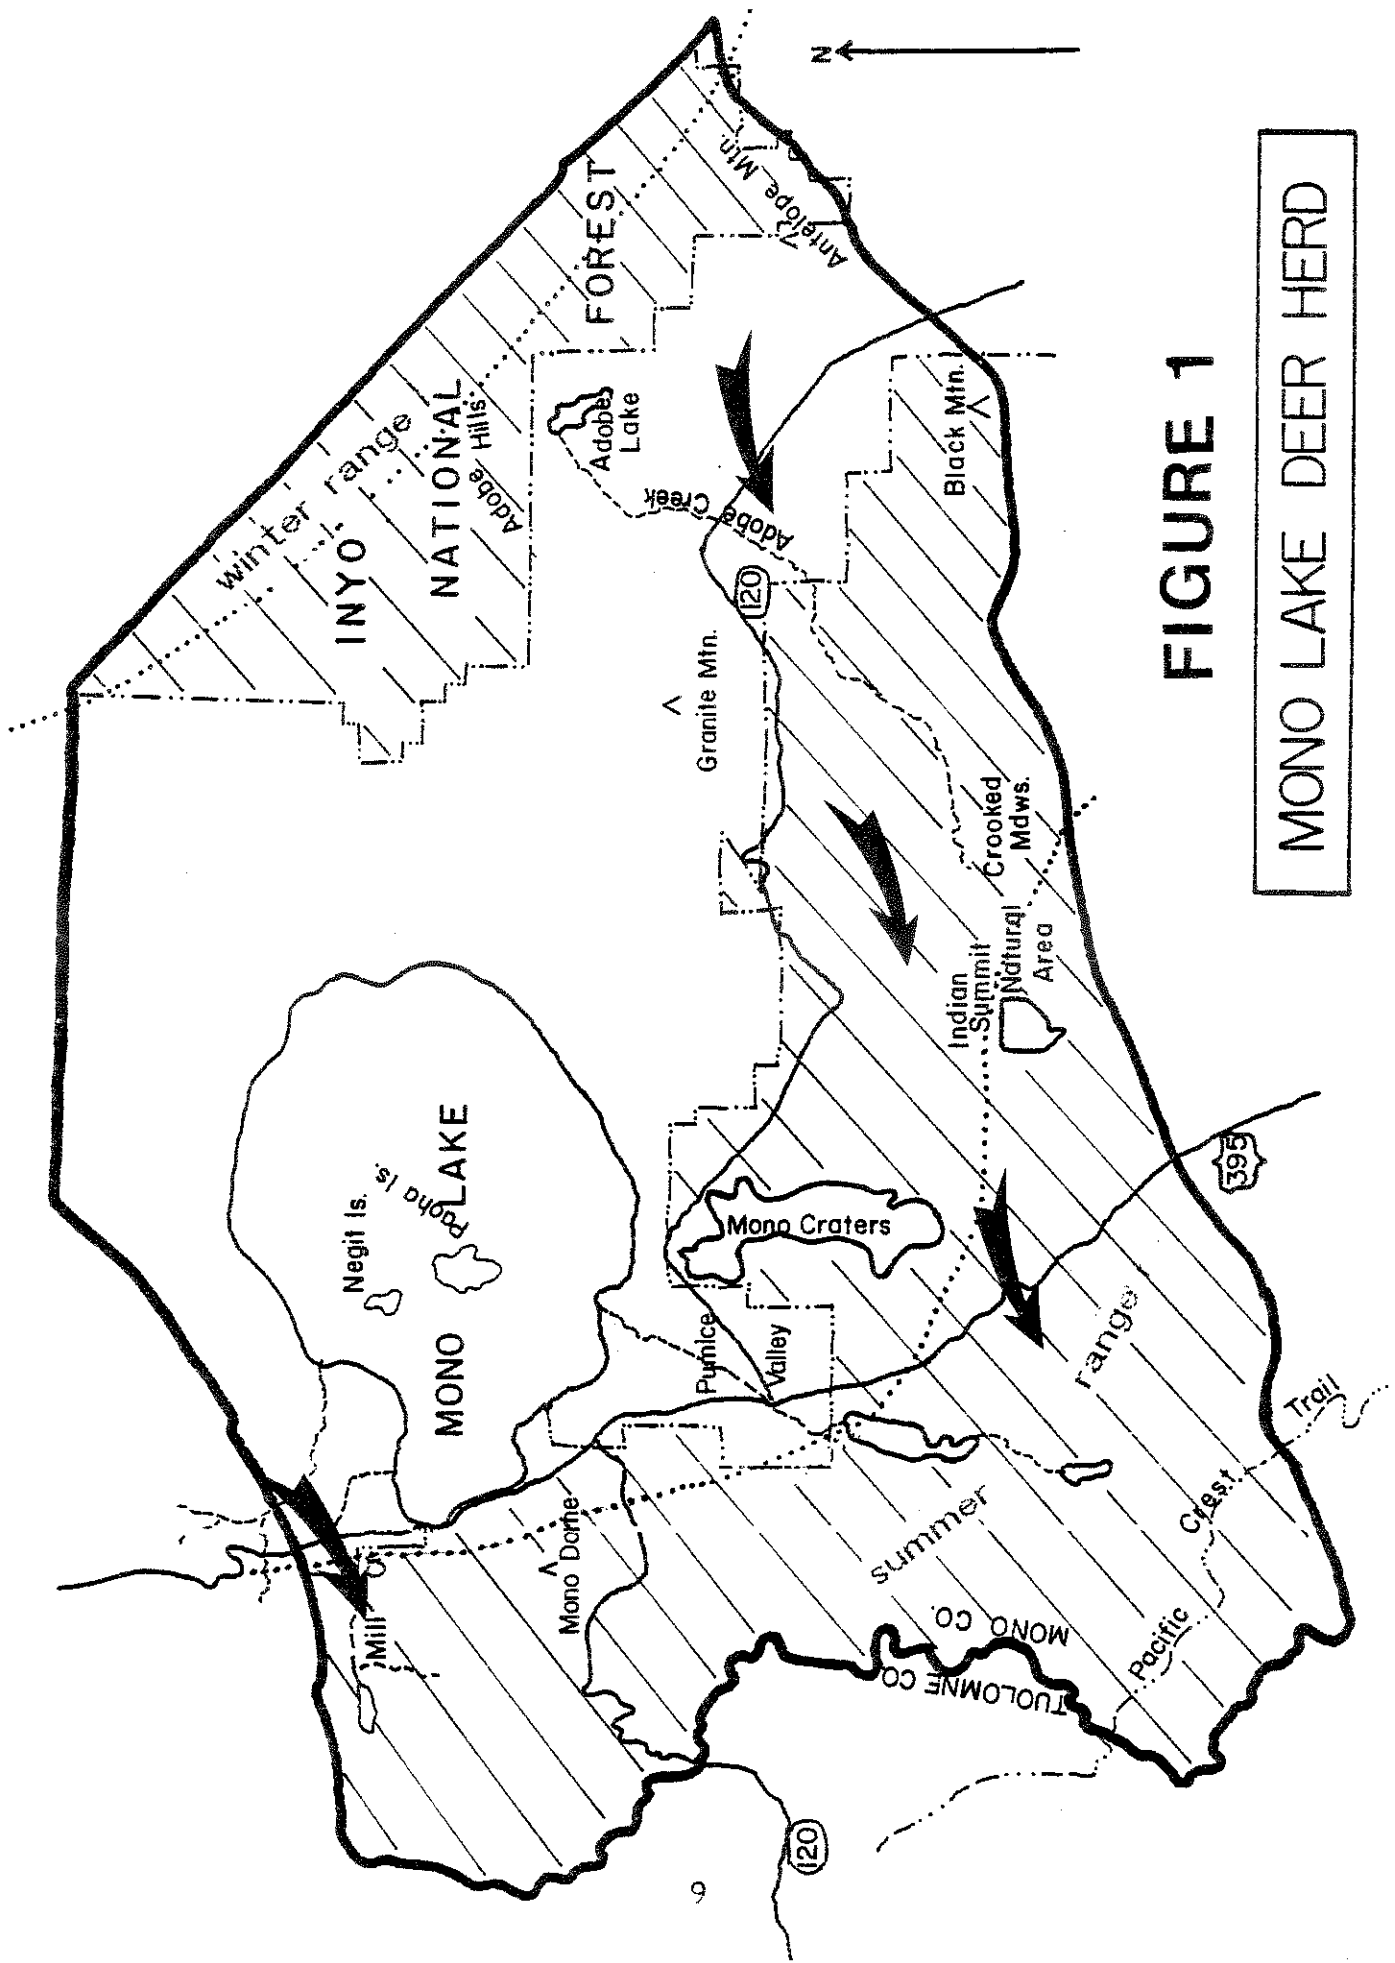 winter range
INYO
NATIONAL
FOREST
Adobe Hills
Adobe
Lake
Adobe Creek
Antelope Mtn.
Granite Mtn.
120
Black Mtn.
Crooked
Mdws.
Indian
Summit
Natural
Area
Negit Is.
Paoha Is.
MONO LAKE
Mono Craters
Pumice
Valley
395
Mill
Mono Dome
summer range
MONO CO.
TUOLOMNE CO.
Pacific Crest Trail
120
N
9
FIGURE 1
MONO LAKE DEER HERD